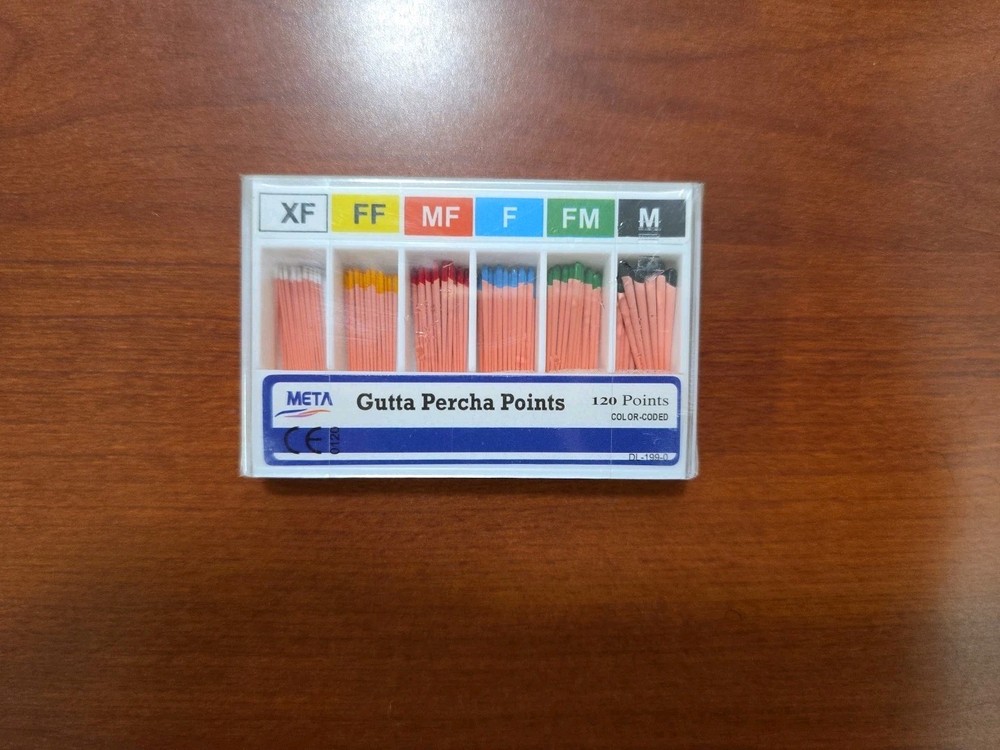 XF FF MF F FM M
META Gutta Percha Points 120 Points
COLOR-CODED
CE 0120
DL-199-0